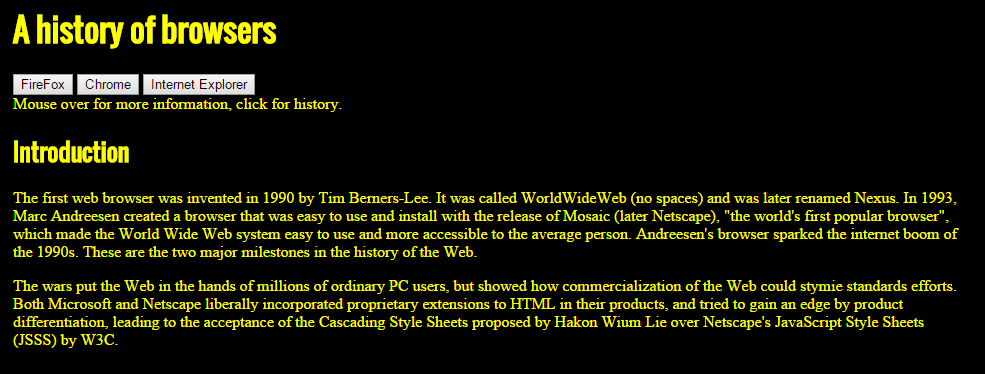 A history of browsers
FireFox Chrome Internet Explorer
Mouse over for more information, click for history.
Introduction
The first web browser was invented in 1990 by Tim Berners-Lee. It was called WorldWideWeb (no spaces) and was later renamed Nexus. In 1993,
Marc Andreesen created a browser that was easy to use and install with the release of Mosaic (later Netscape), "the world's first popular browser",
which made the World Wide Web system easy to use and more accessible to the average person. Andreesen's browser sparked the internet boom of
the 1990s. These are the two major milestones in the history of the Web.
The wars put the Web in the hands of millions of ordinary PC users, but showed how commercialization of the Web could stymie standards efforts.
Both Microsoft and Netscape liberally incorporated proprietary extensions to HTML in their products, and tried to gain an edge by product
differentiation, leading to the acceptance of the Cascading Style Sheets proposed by Hakon Wium Lie over Netscape's JavaScript Style Sheets
(JSSS) by W3C.